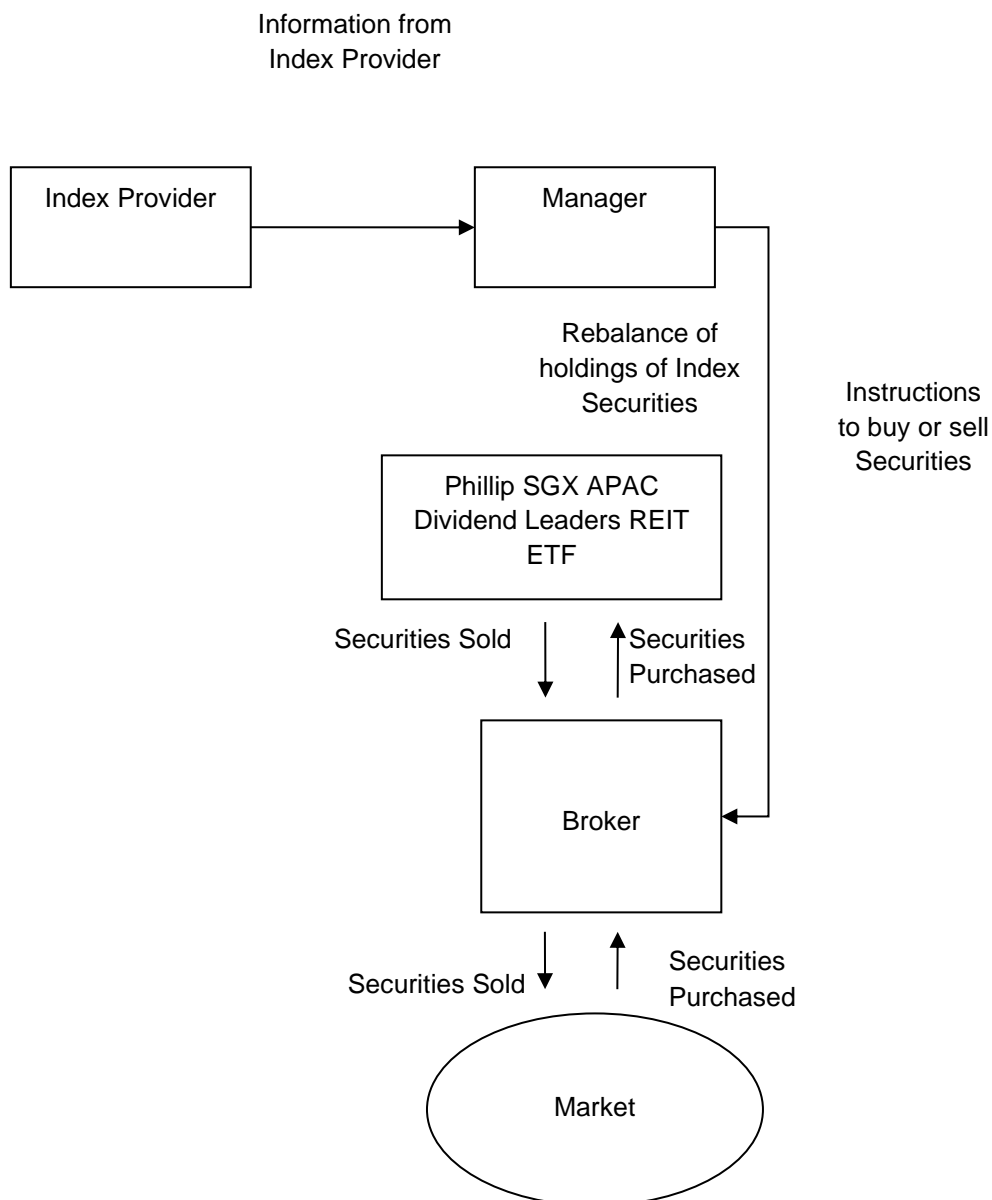 Information from
Index Provider
Index Provider
Manager
Rebalance of
holdings of Index
Securities
Instructions
to buy or sell
Securities
Phillip SGX APAC
Dividend Leaders REIT
ETF
Securities Sold
Securities
Purchased
Broker
Securities Sold
Securities
Purchased
Market